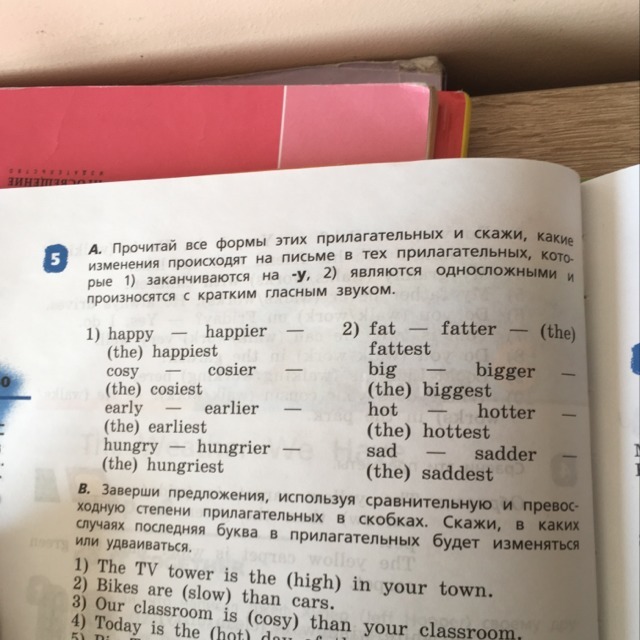 ПРОСВЕЩЕНИЕ
ИЗДАТЕЛЬСТВО
5
А. Прочитай все формы этих прилагательных и скажи, какие
изменения происходят на письме в тех прилагательных, кото-
рые 1) заканчиваются на -y, 2) являются односложными и
произносятся с кратким гласным звуком.
1) happy — happier —
(the) happiest
cosy — cosier —
(the) cosiest
early — earlier —
(the) earliest
hungry — hungrier —
(the) hungriest
2) fat — fatter — (the)
fattest
big — bigger —
(the) biggest
hot — hotter —
(the) hottest
sad — sadder —
(the) saddest
В. Заверши предложения, используя сравнительную и превос-
ходную степени прилагательных в скобках. Скажи, в каких
случаях последняя буква в прилагательных будет изменяться
или удваиваться.
1) The TV tower is the (high) in your town.
2) Bikes are (slow) than cars.
3) Our classroom is (cosy) than your classroom.
4) Today is the (hot) day of the